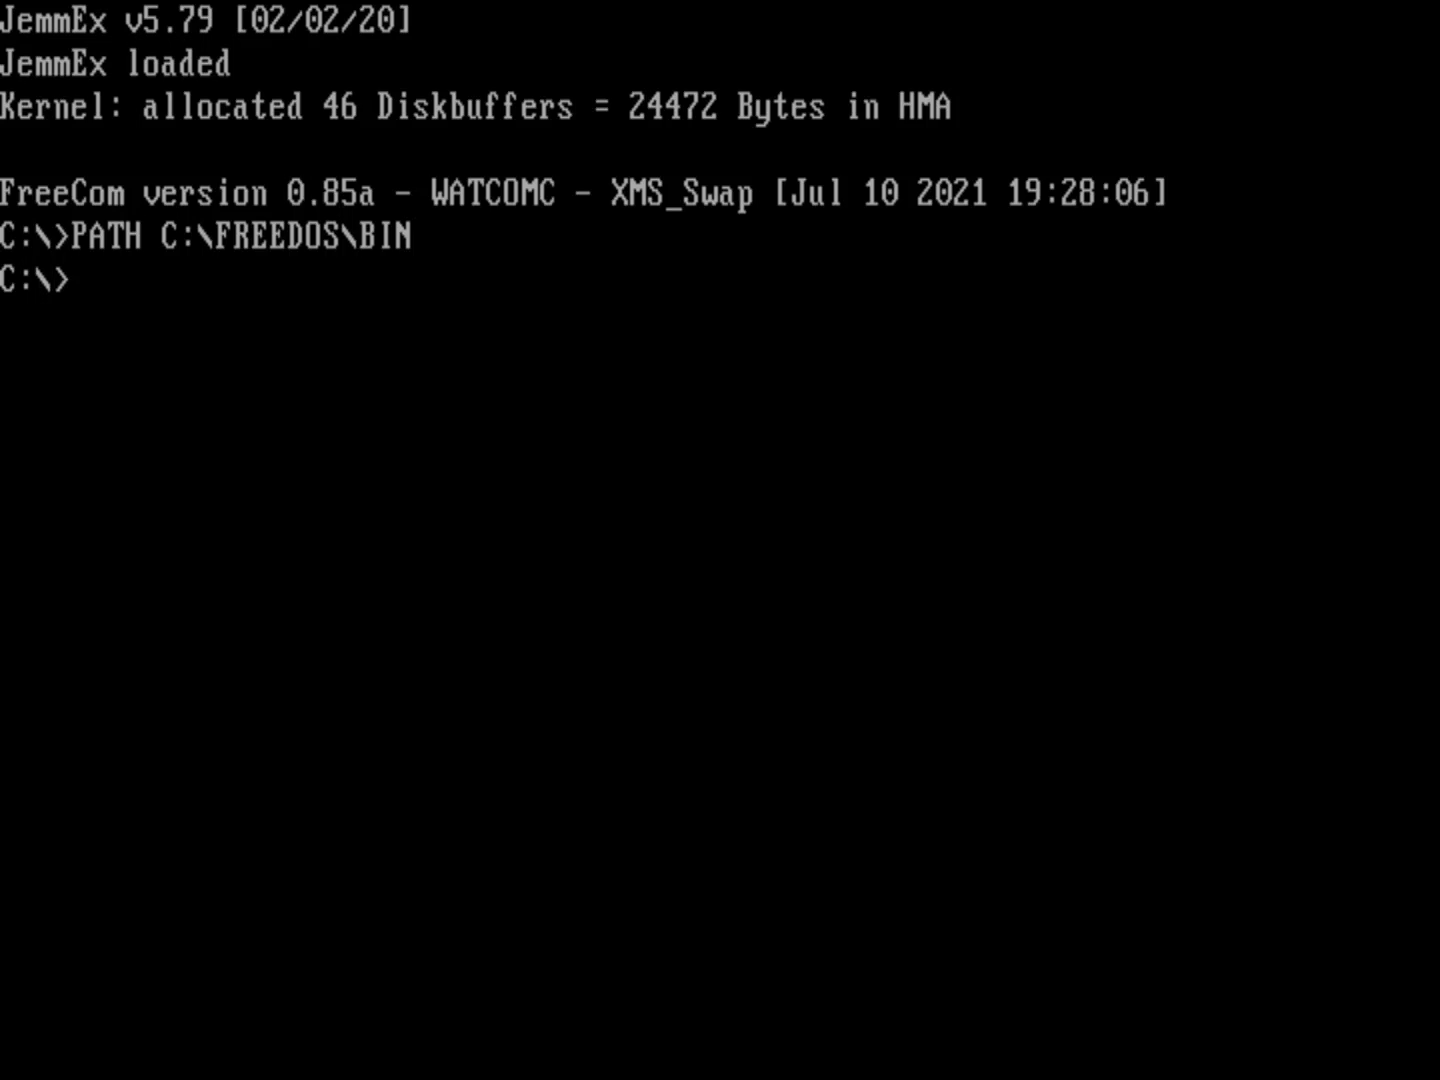 JemmEx v5.79 [02/02/20]
JemmEx loaded
Kernel: allocated 46 Diskbuffers = 24472 Bytes in HMA
FreeCom version 0.85a - WATCOMC - XMS_Swap [Jul 10 2021 19:28:06]
C:\>PATH C:\FREEDOS\BIN
C:\>